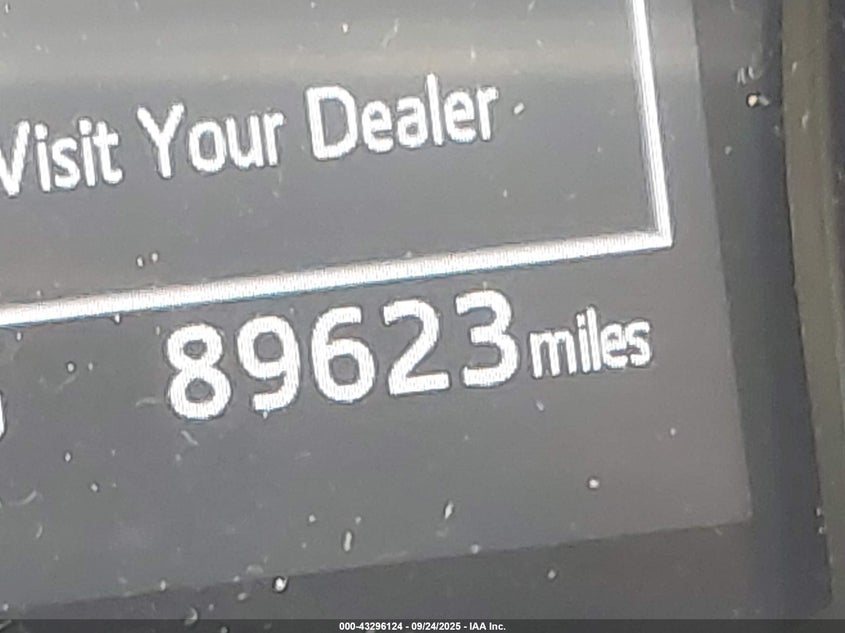 Visit Your Dealer
89623 miles
000-43296124 - 09/24/2025 - IAA Inc.